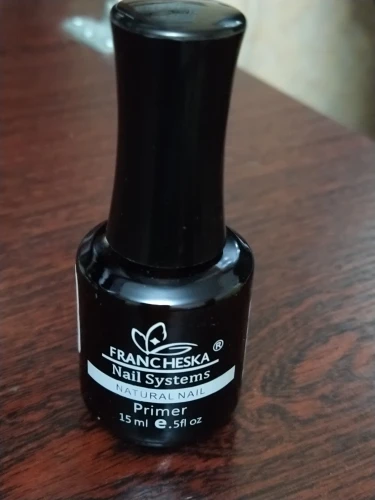 FRANCHESKA ®
Nail Systems
NATURAL NAIL
Primer
15 ml e .5fl oz